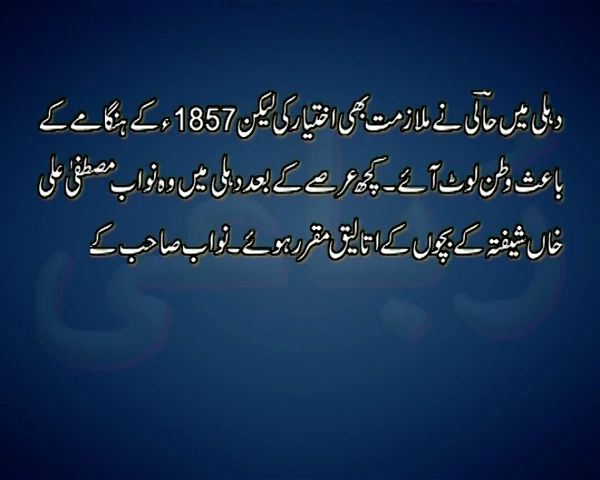 دہلی میں حالیؔ نے ملازمت بھی اختیار کی لیکن 1857ء کے ہنگامے کے
باعث وطن لوٹ آئے۔ کچھ عرصے کے بعد دہلی میں وہ نواب مصطفیٰ علی
خاں شیفتہ کے بچوں کے اتالیق مقرر ہوئے۔ نواب صاحب کے
رُباعی